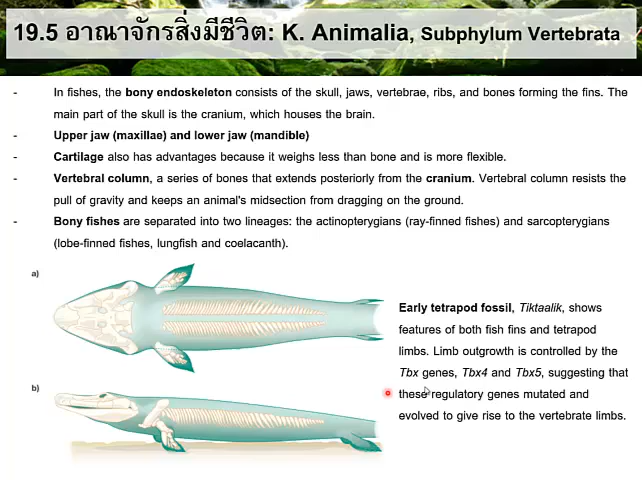 19.5 อาณาจักรสิ่งมีชีวิต: K. Animalia, Subphylum Vertebrata
- In fishes, the bony endoskeleton consists of the skull, jaws, vertebrae, ribs, and bones forming the fins. The
main part of the skull is the cranium, which houses the brain.
- Upper jaw (maxillae) and lower jaw (mandible)
- Cartilage also has advantages because it weighs less than bone and is more flexible.
- Vertebral column, a series of bones that extends posteriorly from the cranium. Vertebral column resists the
pull of gravity and keeps an animal's midsection from dragging on the ground.
- Bony fishes are separated into two lineages: the actinopterygians (ray-finned fishes) and sarcopterygians
(lobe-finned fishes, lungfish and coelacanth).
a)
Early tetrapod fossil, Tiktaalik, shows
features of both fish fins and tetrapod
limbs. Limb outgrowth is controlled by the
Tbx genes, Tbx4 and Tbx5, suggesting that
these regulatory genes mutated and
evolved to give rise to the vertebrate limbs.
b)